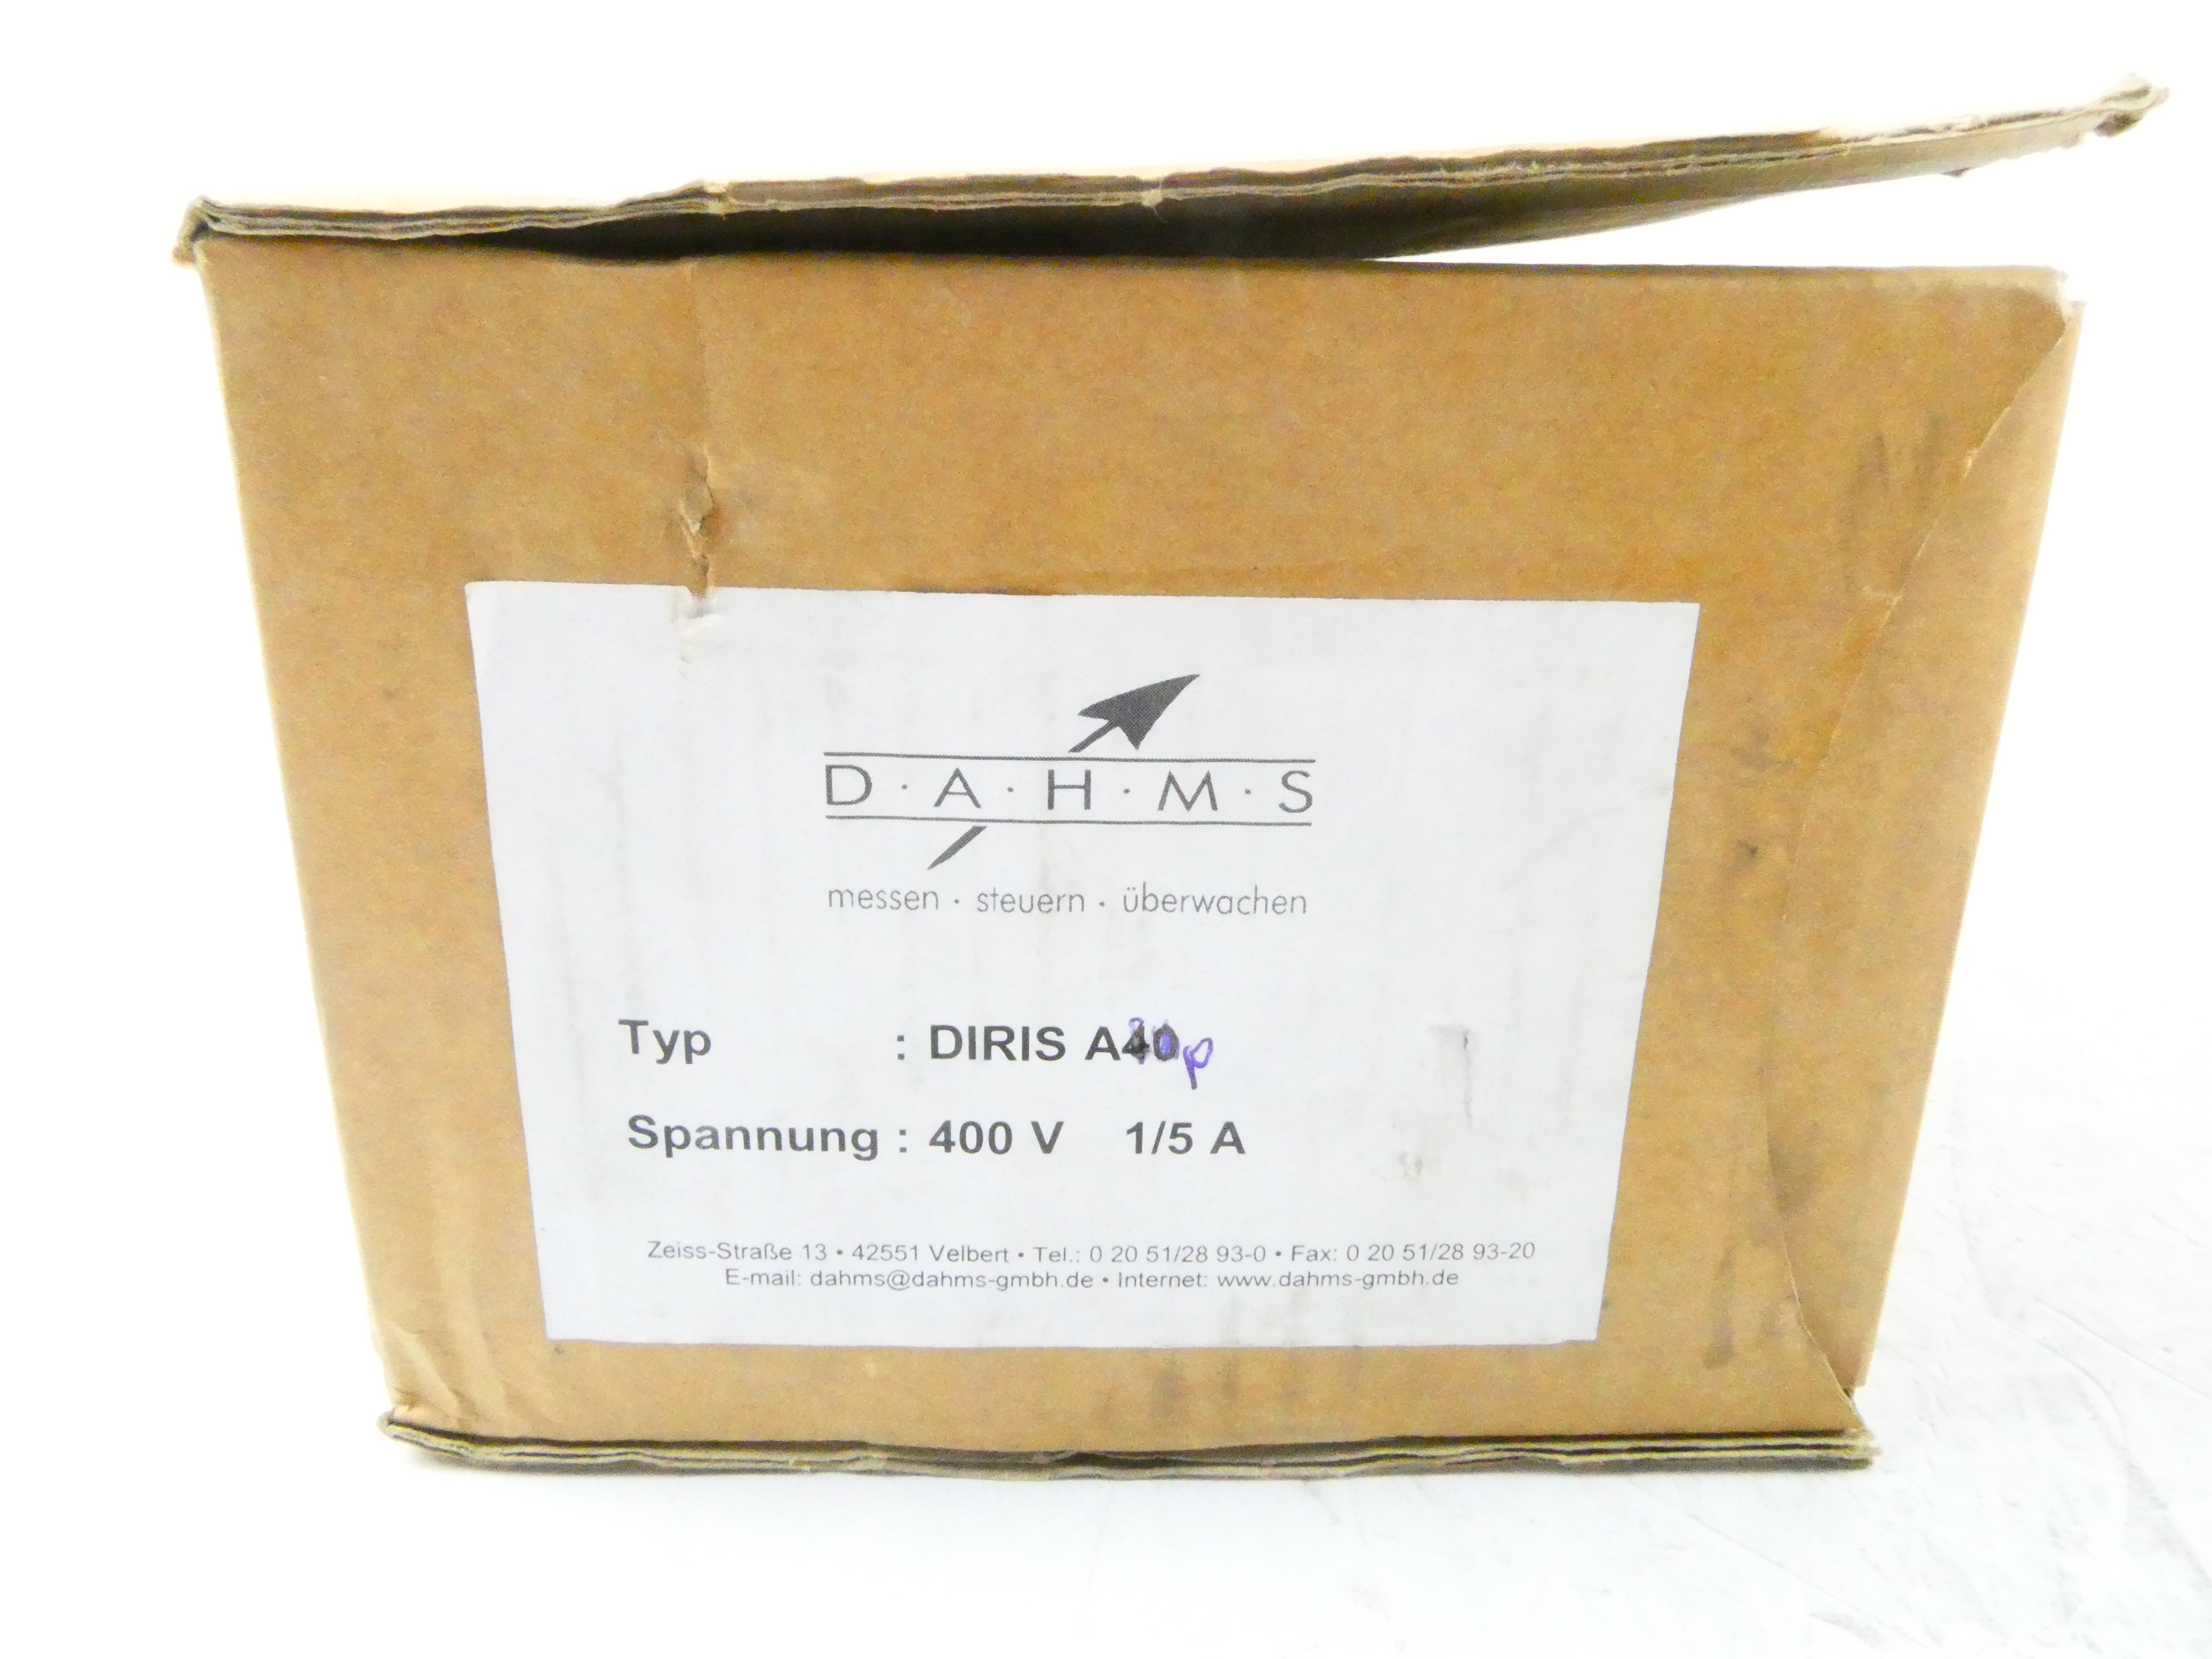 D · A · H · M · S
messen · steuern · überwachen
Typ : DIRIS A40p
Spannung : 400 V 1/5 A
Zeiss-Straße 13 • 42551 Velbert • Tel.: 0 20 51/28 93-0 • Fax: 0 20 51/28 93-20
E-mail: dahms@dahms-gmbh.de • Internet: www.dahms-gmbh.de